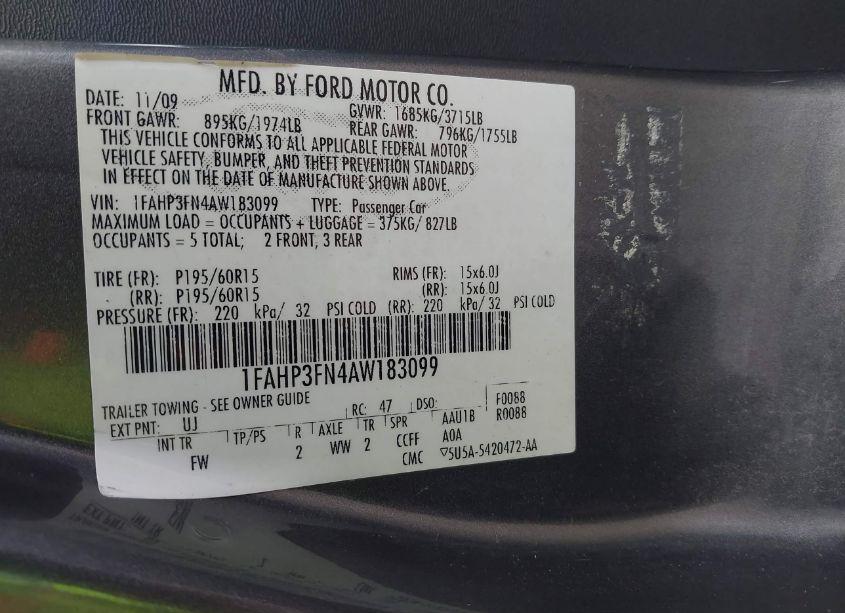 MFD. BY FORD MOTOR CO.
DATE: 11/09 GVWR: 1685KG/3715LB
FRONT GAWR: 895KG/1974LB REAR GAWR: 796KG/1755LB
THIS VEHICLE CONFORMS TO ALL APPLICABLE FEDERAL MOTOR
VEHICLE SAFETY, BUMPER, AND THEFT PREVENTION STANDARDS
IN EFFECT ON THE DATE OF MANUFACTURE SHOWN ABOVE.
VIN: 1FAHP3FN4AW183099 TYPE: Passenger Car
MAXIMUM LOAD = OCCUPANTS + LUGGAGE = 375KG/ 827LB
OCCUPANTS = 5 TOTAL; 2 FRONT, 3 REAR
TIRE (FR): P195/60R15 RIMS (FR): 15x6.0J
(RR): P195/60R15 (RR): 15x6.0J
PRESSURE (FR): 220 kPa/ 32 PSI COLD (RR): 220 kPa/ 32 PSI COLD
1FAHP3FN4AW183099
TRAILER TOWING - SEE OWNER GUIDE
EXT PNT: UJ RC: 47 DSO: F0088
R0088
INT TR TP/PS R AXLE TR SPR AAU1B
FW 2 WW 2 CCFF A0A
CMC ▽5U5A-5420472-AA